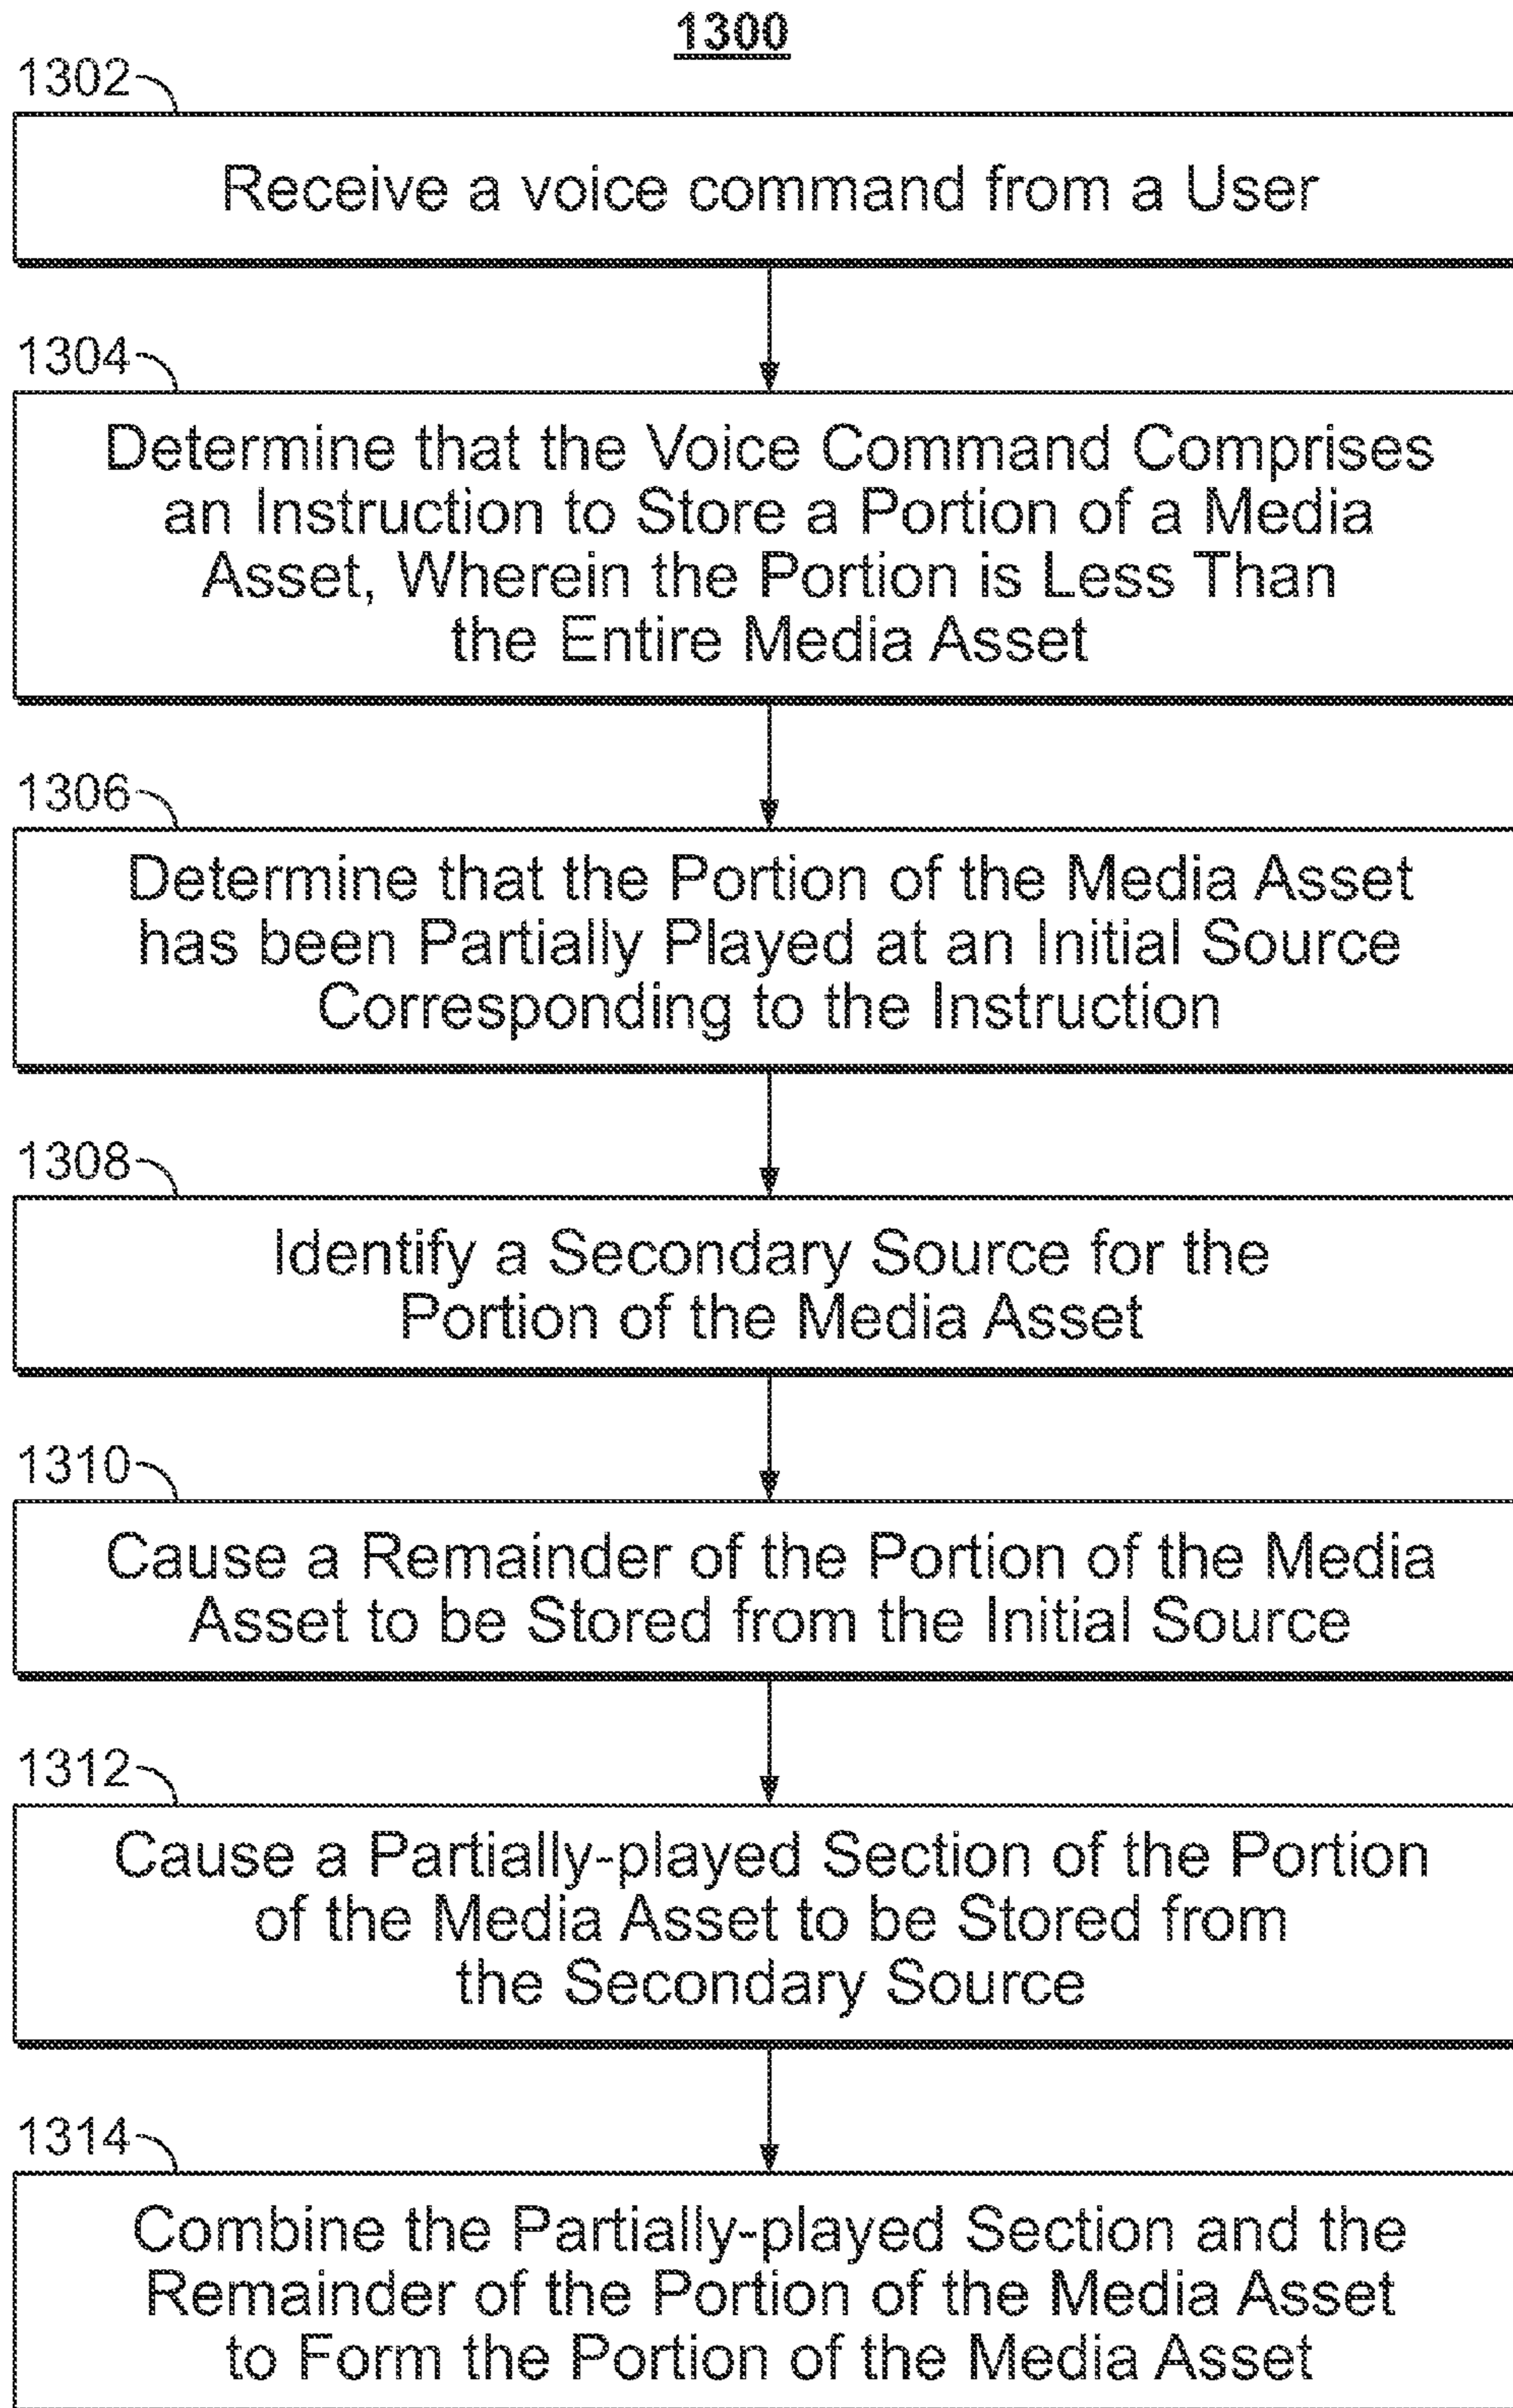 1300
1302
Receive a voice command from a User
1304
Determine that the Voice Command Comprises
an Instruction to Store a Portion of a Media
Asset, Wherein the Portion is Less Than
the Entire Media Asset
1306
Determine that the Portion of the Media Asset
has been Partially Played at an Initial Source
Corresponding to the Instruction
1308
Identify a Secondary Source for the
Portion of the Media Asset
1310
Cause a Remainder of the Portion of the Media
Asset to be Stored from the Initial Source
1312
Cause a Partially-played Section of the Portion
of the Media Asset to be Stored from
the Secondary Source
1314
Combine the Partially-played Section and the
Remainder of the Portion of the Media Asset
to Form the Portion of the Media Asset